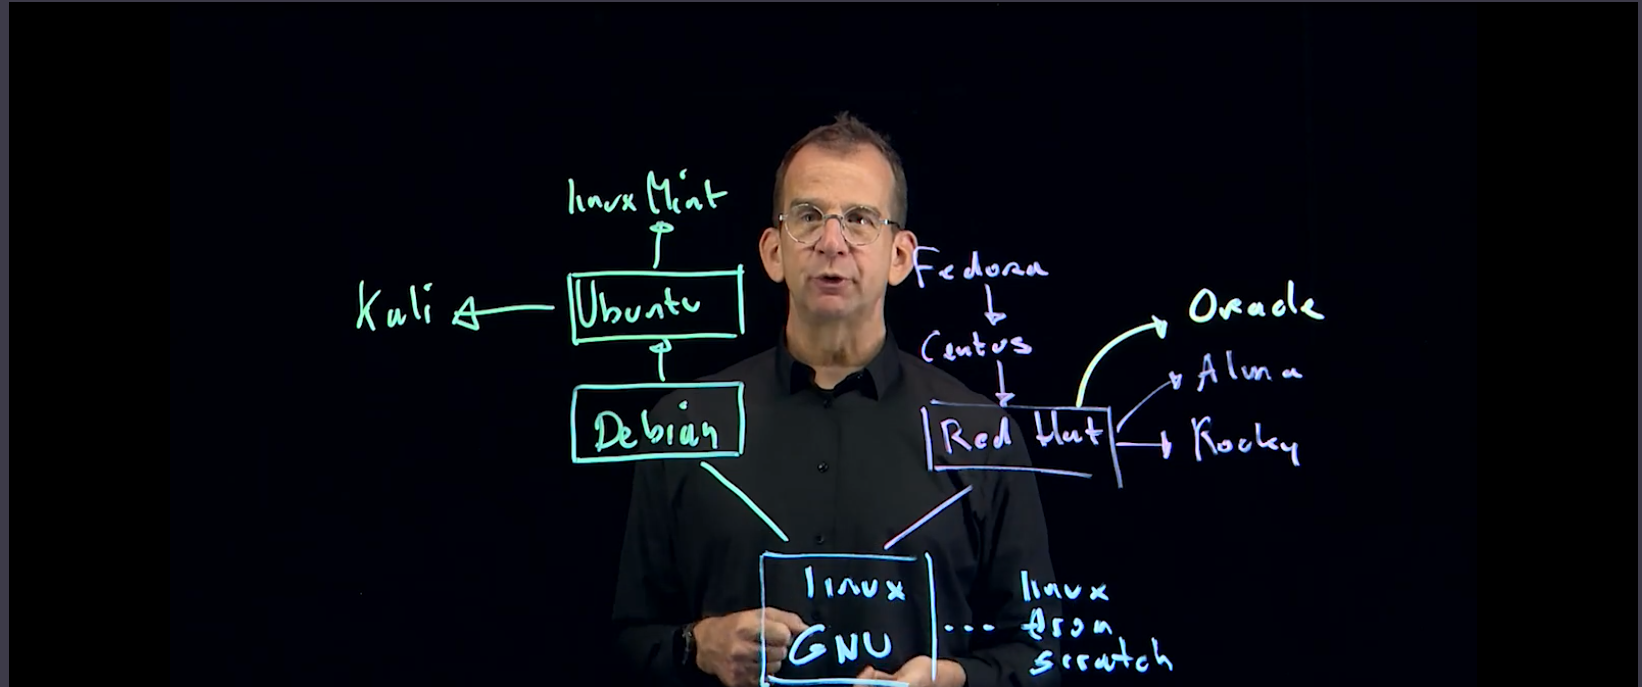 linux Mint
Kali
Ubuntu
Debian
Fedora
Centos
Red Hat
Oracle
Alma
Rocky
linux
GNU
...
linux
from
scratch